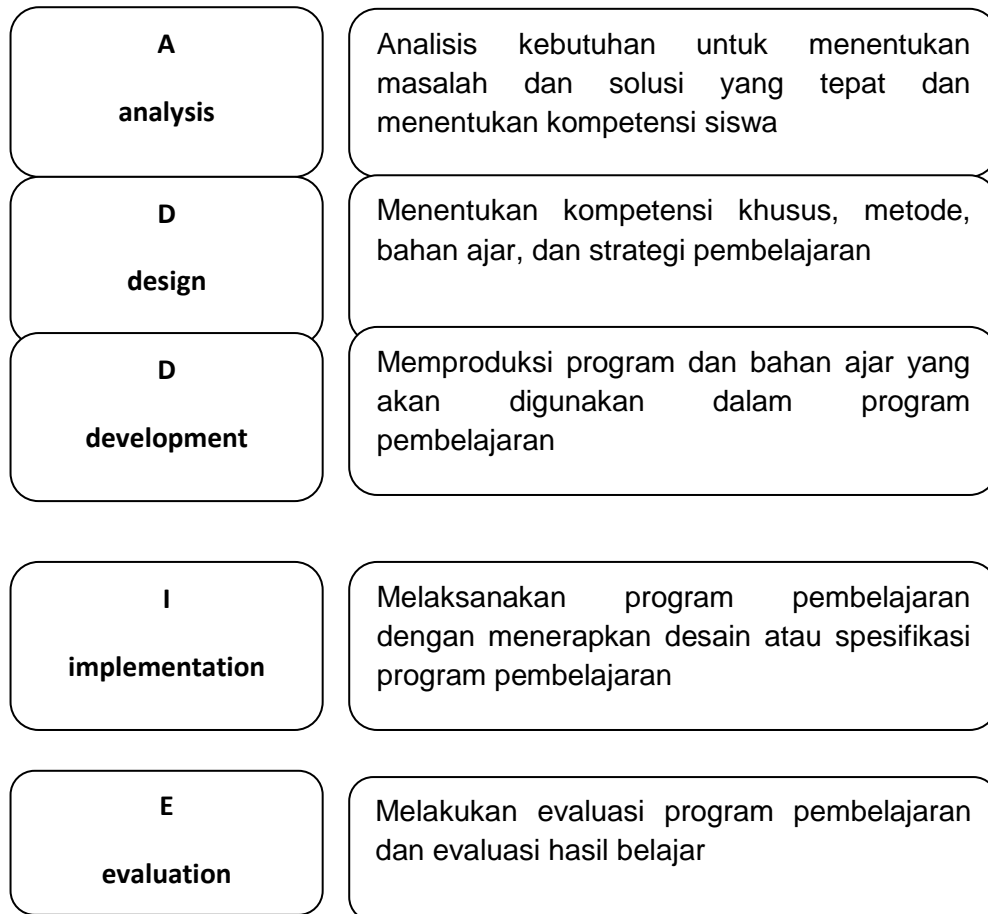 A
analysis
Analisis kebutuhan untuk menentukan
masalah dan solusi yang tepat dan
menentukan kompetensi siswa
D
design
Menentukan kompetensi khusus, metode,
bahan ajar, dan strategi pembelajaran
D
development
Memproduksi program dan bahan ajar yang
akan digunakan dalam program
pembelajaran
I
implementation
Melaksanakan program pembelajaran
dengan menerapkan desain atau spesifikasi
program pembelajaran
E
evaluation
Melakukan evaluasi program pembelajaran
dan evaluasi hasil belajar